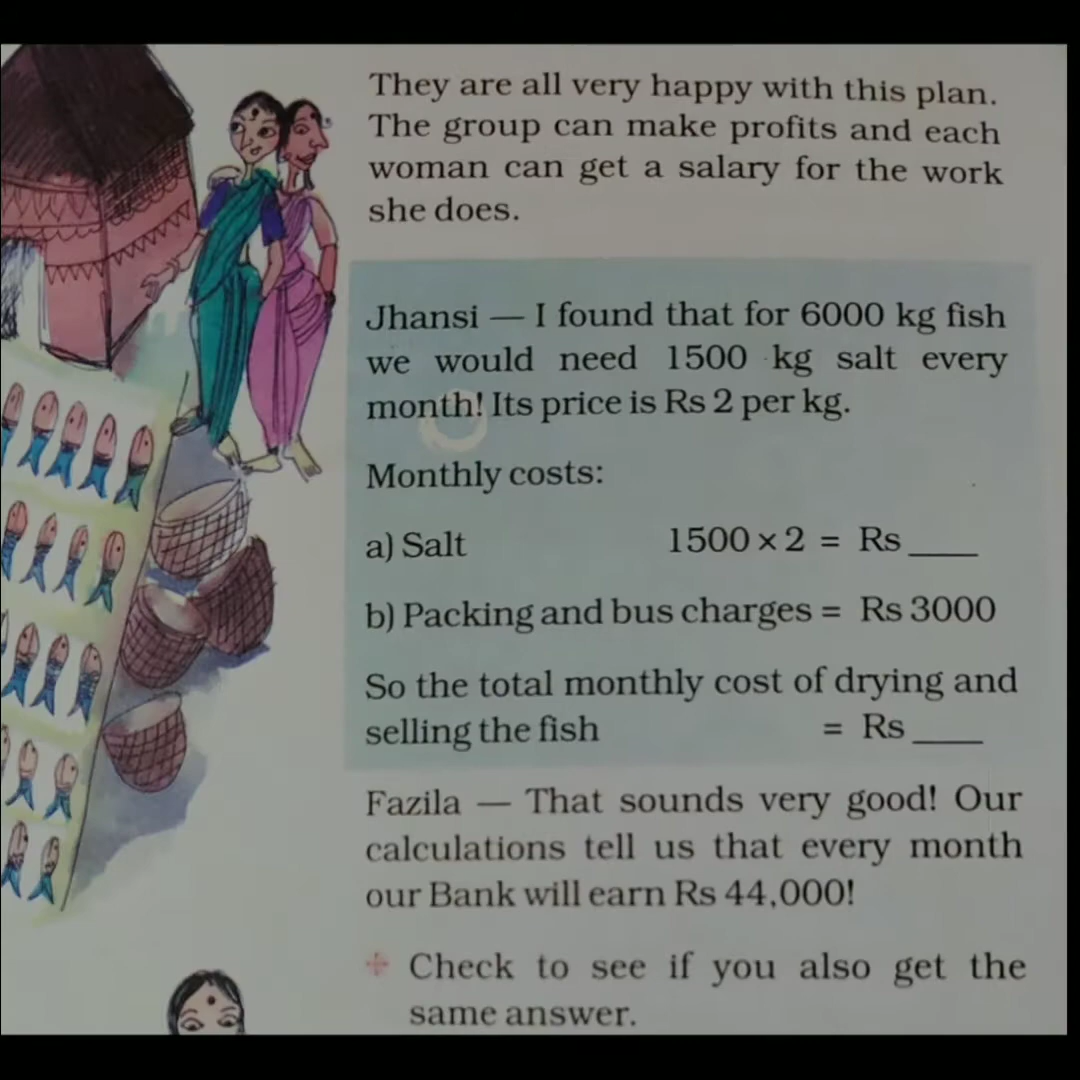 They are all very happy with this plan.
The group can make profits and each
woman can get a salary for the work
she does.
Jhansi — I found that for 6000 kg fish
we would need 1500 kg salt every
month! Its price is Rs 2 per kg.
Monthly costs:
a) Salt 1500 × 2 = Rs ____
b) Packing and bus charges = Rs 3000
So the total monthly cost of drying and
selling the fish = Rs ____
Fazila — That sounds very good! Our
calculations tell us that every month
our Bank will earn Rs 44,000!
Check to see if you also get the
same answer.